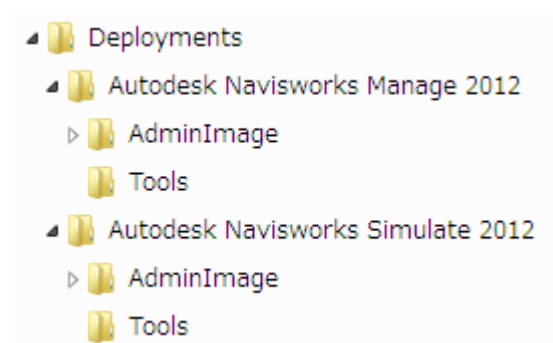 Deployments
Autodesk Navisworks Manage 2012
AdminImage
Tools
Autodesk Navisworks Simulate 2012
AdminImage
Tools